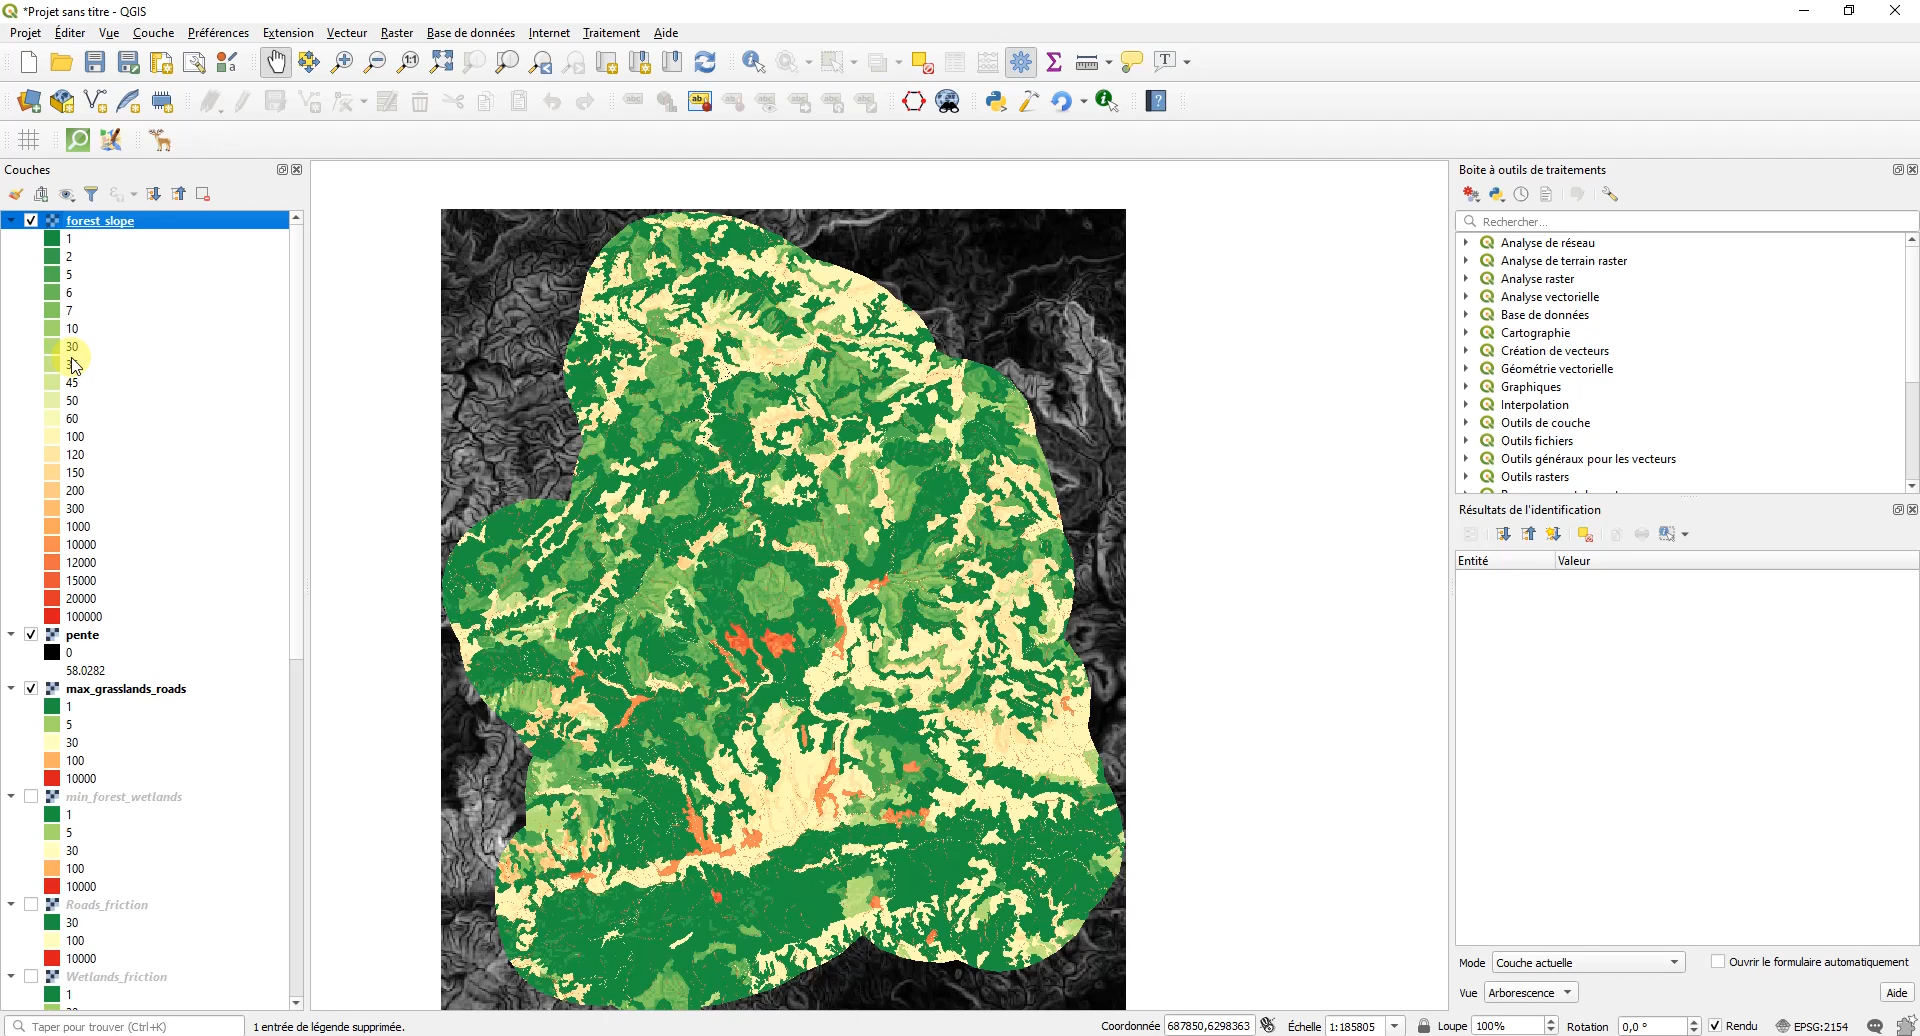 *Projet sans titre - QGIS
Projet Éditer Vue Couche Préférences Extension Vecteur Raster Base de données Internet Traitement Aide
Couches
forest slope
1
2
5
6
7
10
30
45
50
60
100
120
150
200
300
1000
10000
12000
15000
20000
100000
pente
0
58.0282
max_grasslands_roads
1
5
30
100
10000
min_forest_wetlands
1
5
30
100
10000
Roads_friction
30
100
10000
Wetlands_friction
1
Boite à outils de traitements
Rechercher...
Analyse de réseau
Analyse de terrain raster
Analyse raster
Analyse vectorielle
Base de données
Cartographie
Création de vecteurs
Géométrie vectorielle
Graphiques
Interpolation
Outils de couche
Outils fichiers
Outils généraux pour les vecteurs
Outils rasters
Résultats de l'identification
Entité Valeur
Mode Couche actuelle Ouvrir le formulaire automatiquement
Vue Arborescence Aide
Taper pour trouver (Ctrl+K) 1 entrée de légende supprimée. Coordonnée 687850,6298363 Échelle 1:185805 Loupe 100% Rotation 0,0 ° Rendu EPSG:2154